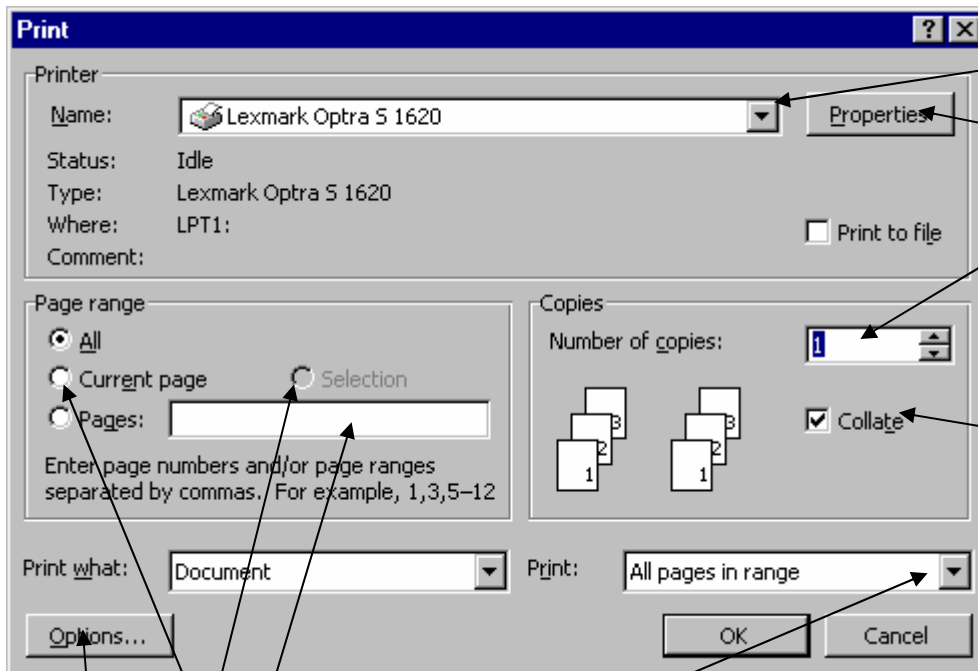 Print
Printer
Name:
Lexmark Optra S 1620
Properties
Status:
Idle
Type:
Lexmark Optra S 1620
Where:
LPT1:
Print to file
Comment:
Page range
All
Current page
Selection
Pages:
Enter page numbers and/or page ranges
separated by commas. For example, 1,3,5–12
Copies
Number of copies:
1
3
2
1
3
2
1
Collate
Print what:
Document
Print:
All pages in range
Options...
OK
Cancel